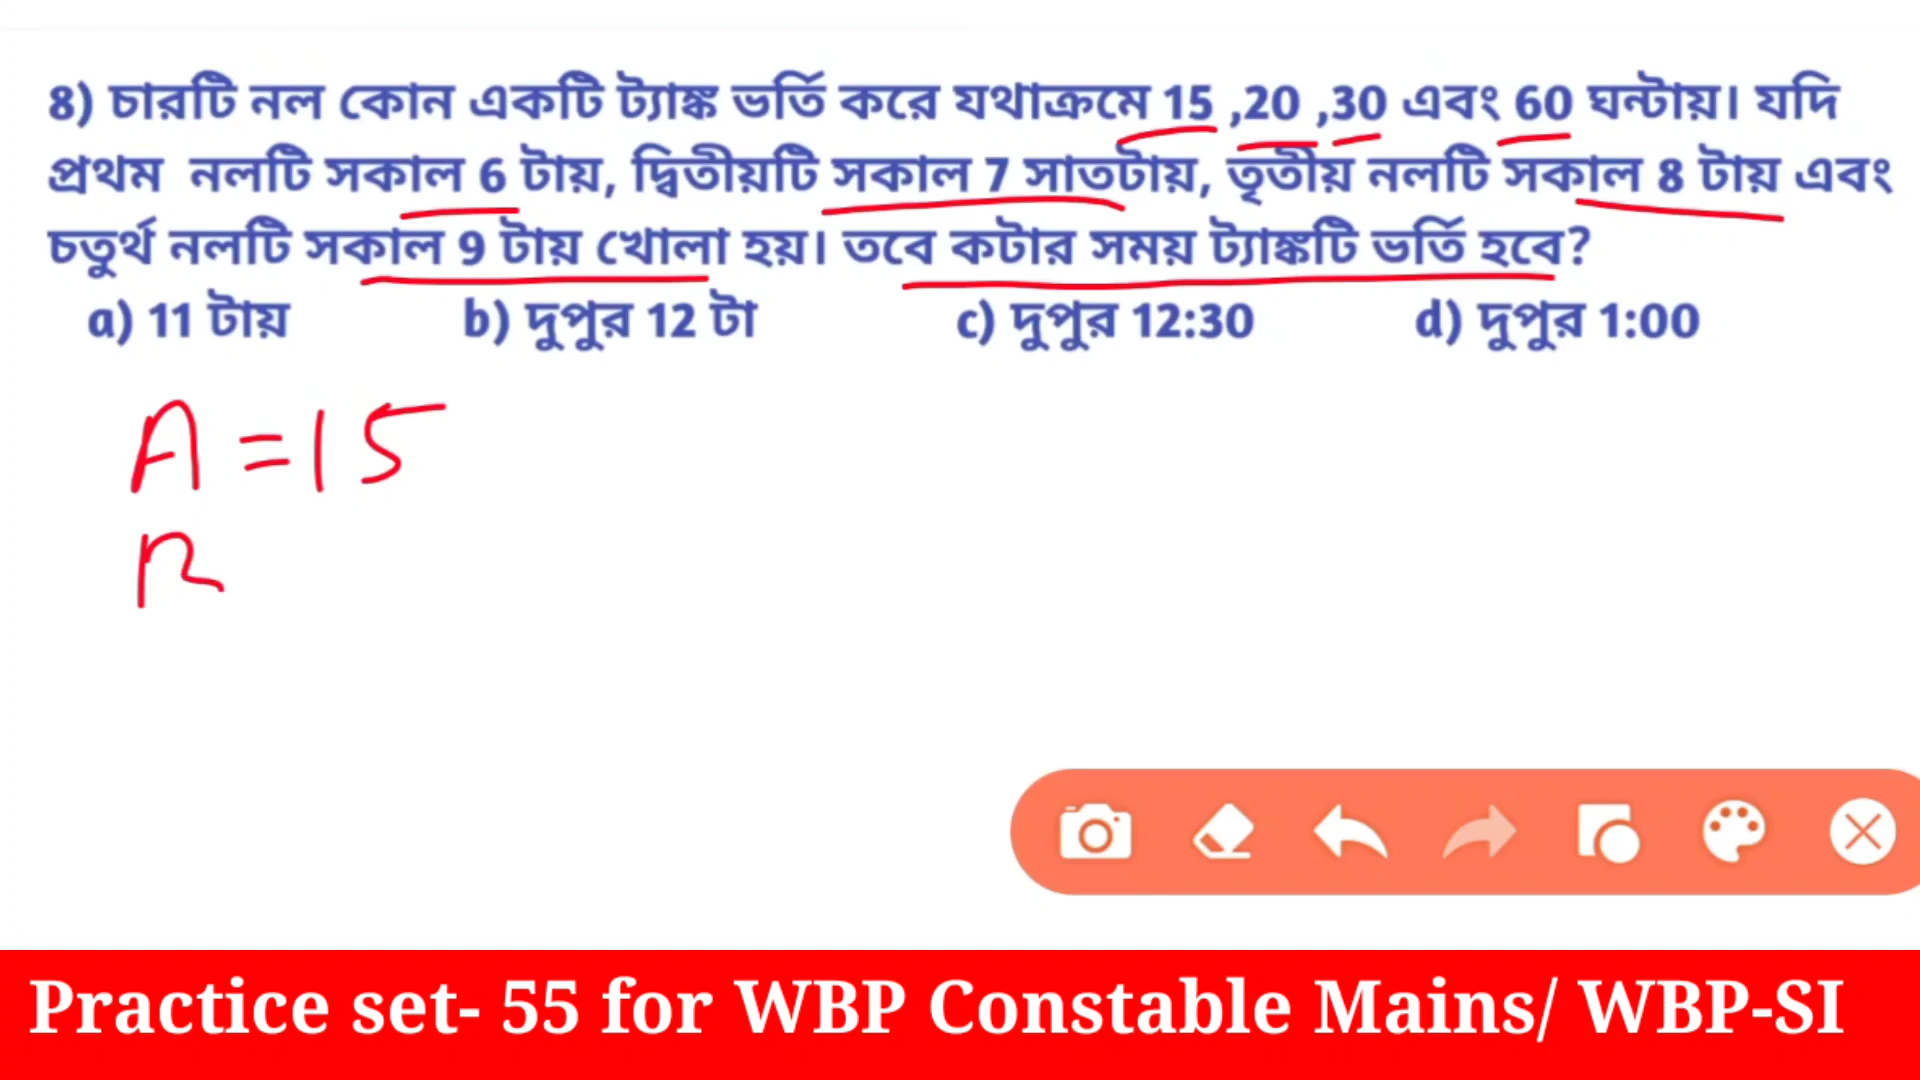 8) চারটি নল কোন একটি ট্যাঙ্ক ভর্তি করে যথাক্রমে 15 ,20 ,30 এবং 60 ঘন্টায়। যদি
প্রথম নলটি সকাল 6 টায়, দ্বিতীয়টি সকাল 7 সাতটায়, তৃতীয় নলটি সকাল 8 টায় এবং
চতুর্থ নলটি সকাল 9 টায় খোলা হয়। তবে কটার সময় ট্যাঙ্কটি ভর্তি হবে?
a) 11 টায় b) দুপুর 12 টা c) দুপুর 12:30 d) দুপুর 1:00
A = 15
Practice set- 55 for WBP Constable Mains/ WBP-SI